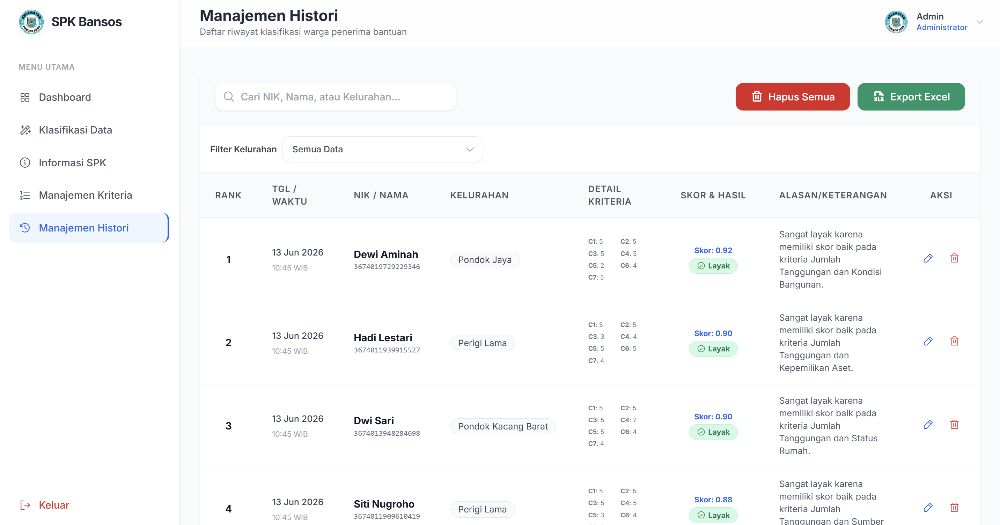 KECAMATAN
PONDOK AREN
SPK Bansos
Manajemen Histori
Daftar riwayat klasifikasi warga penerima bantuan
KECAMATAN
PONDOK AREN
Admin
Administrator
MENU UTAMA
Dashboard
Klasifikasi Data
Informasi SPK
Manajemen Kriteria
Manajemen Histori
Keluar
Cari NIK, Nama, atau Kelurahan...
Hapus Semua
XLS
Export Excel
Filter Kelurahan
Semua Data
RANK
TGL /
WAKTU
NIK / NAMA
KELURAHAN
DETAIL
KRITERIA
SKOR & HASIL
ALASAN/KETERANGAN
AKSI
1
13 Jun 2026
10:45 WIB
Dewi Aminah
3674019729229346
Pondok Jaya
C1: 5 C2: 5
C3: 5 C4: 5
C5: 2 C6: 4
C7: 5
Skor: 0.92
Layak
Sangat layak karena
memiliki skor baik pada
kriteria Jumlah
Tanggungan dan Kondisi
Bangunan.
2
13 Jun 2026
10:45 WIB
Hadi Lestari
3674011939915527
Perigi Lama
C1: 5 C2: 5
C3: 3 C4: 4
C5: 5 C6: 5
C7: 4
Skor: 0.90
Layak
Sangat layak karena
memiliki skor baik pada
kriteria Jumlah
Tanggungan dan
Kepemilikan Aset.
3
13 Jun 2026
10:45 WIB
Dwi Sari
3674013948284698
Pondok Kacang Barat
C1: 5 C2: 5
C3: 5 C4: 2
C5: 5 C6: 4
C7: 4
Skor: 0.90
Layak
Sangat layak karena
memiliki skor baik pada
kriteria Jumlah
Tanggungan dan Status
Rumah.
4
13 Jun 2026
10:45 WIB
Siti Nugroho
3674011909610419
Perigi Lama
C1: 5 C2: 5
C3: 5 C4: 5
C5: 3 C6: 4
Skor: 0.88
Layak
Sangat layak karena
memiliki skor baik pada
kriteria Jumlah
Tanggungan dan Sumber